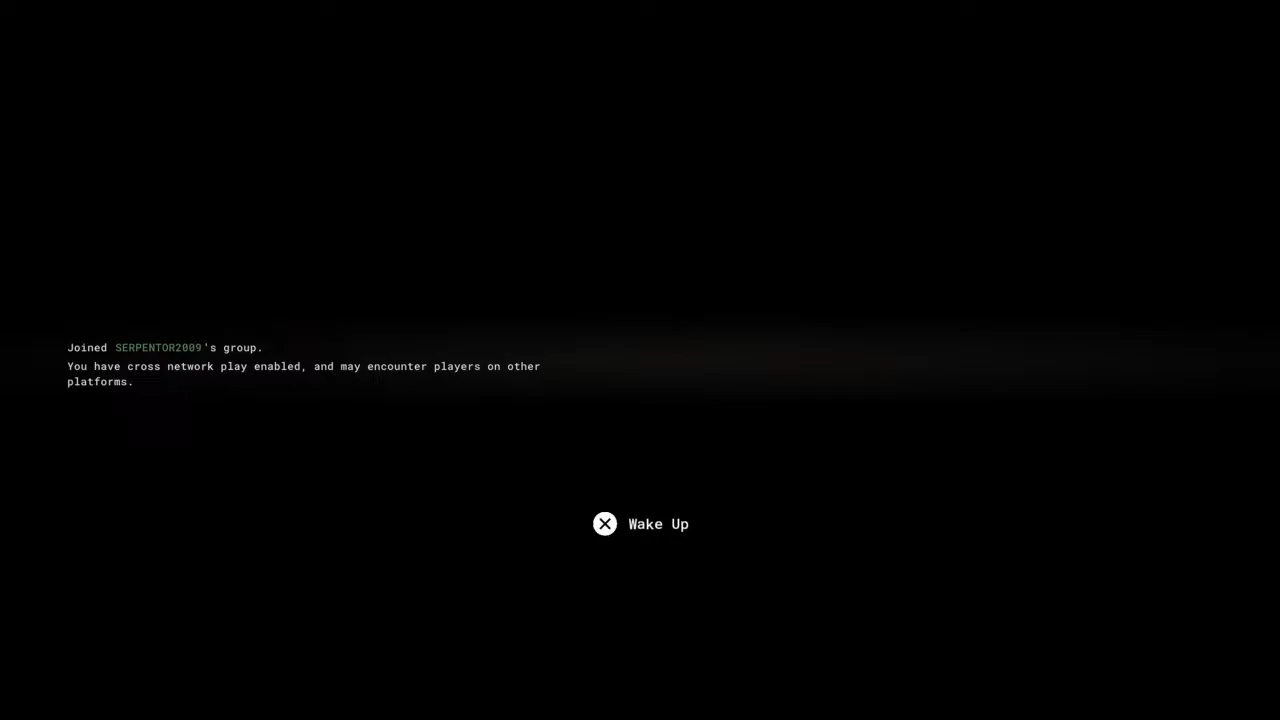 Joined SERPENTOR2009's group.
You have cross network play enabled, and may encounter players on other
platforms.
Wake Up